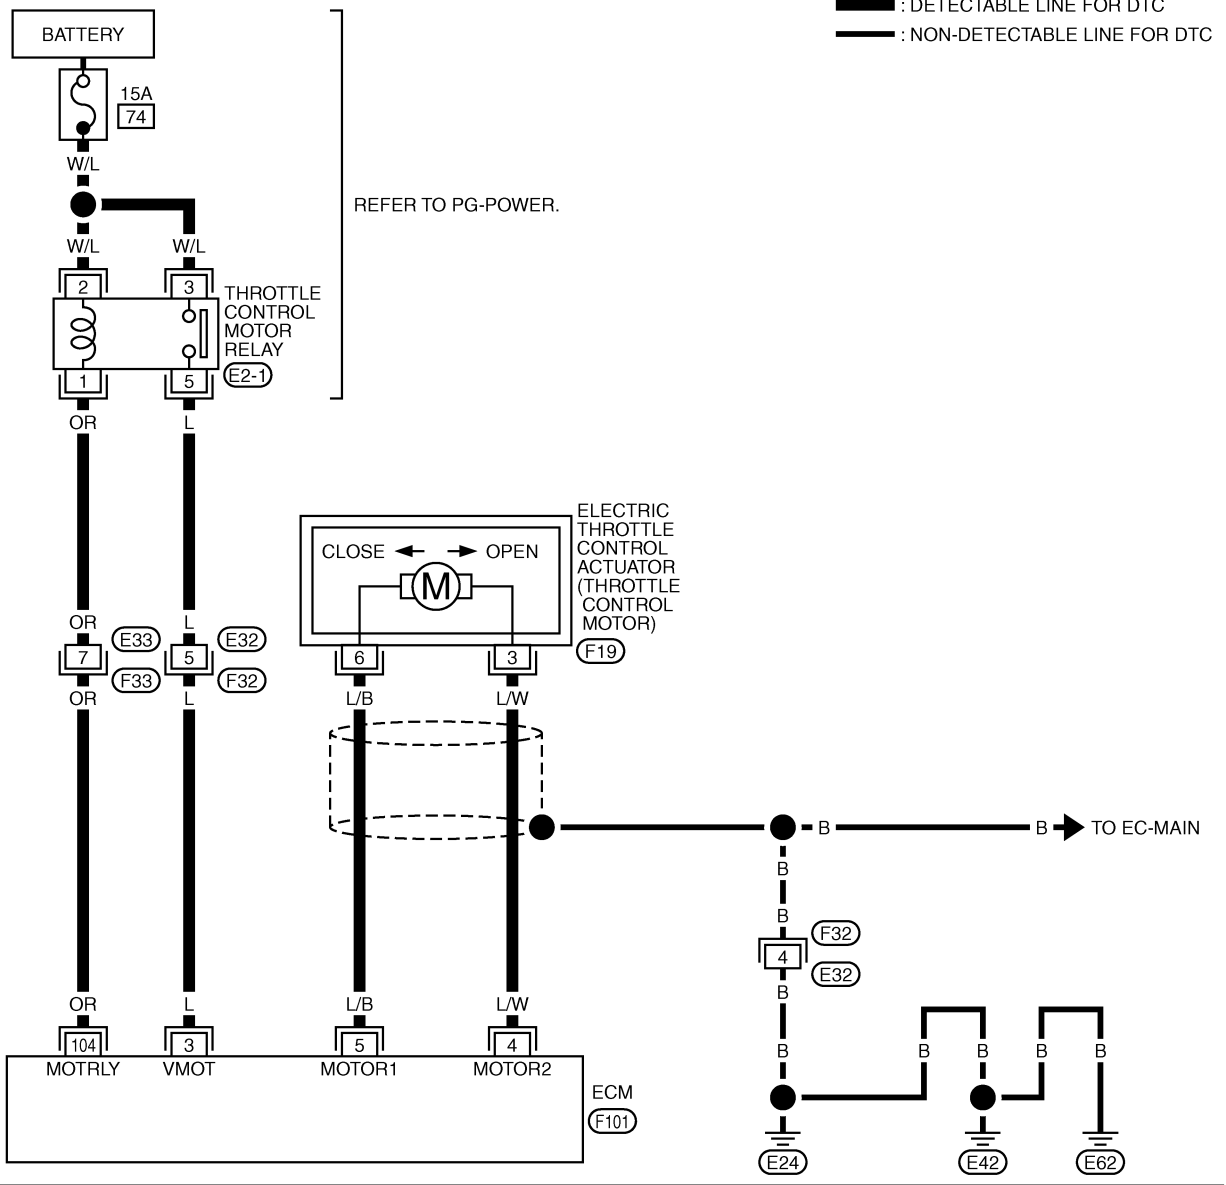 : DETECTABLE LINE FOR DTC
: NON-DETECTABLE LINE FOR DTC
BATTERY
15A
74
W/L
REFER TO PG-POWER.
W/L
W/L
2
3
THROTTLE
CONTROL
MOTOR
RELAY
E2-1
1
5
OR
L
ELECTRIC
THROTTLE
CONTROL
ACTUATOR
(THROTTLE
CONTROL
MOTOR)
F19
CLOSE
OPEN
M
OR
L
E33
E32
7
5
6
3
F33
F32
OR
L
L/B
L/W
B
B
TO EC-MAIN
B
B
F32
4
E32
B
OR
L
L/B
L/W
104
3
5
4
B
B
B
B
B
MOTRLY
VMOT
MOTOR1
MOTOR2
ECM
F101
E24
E42
E62